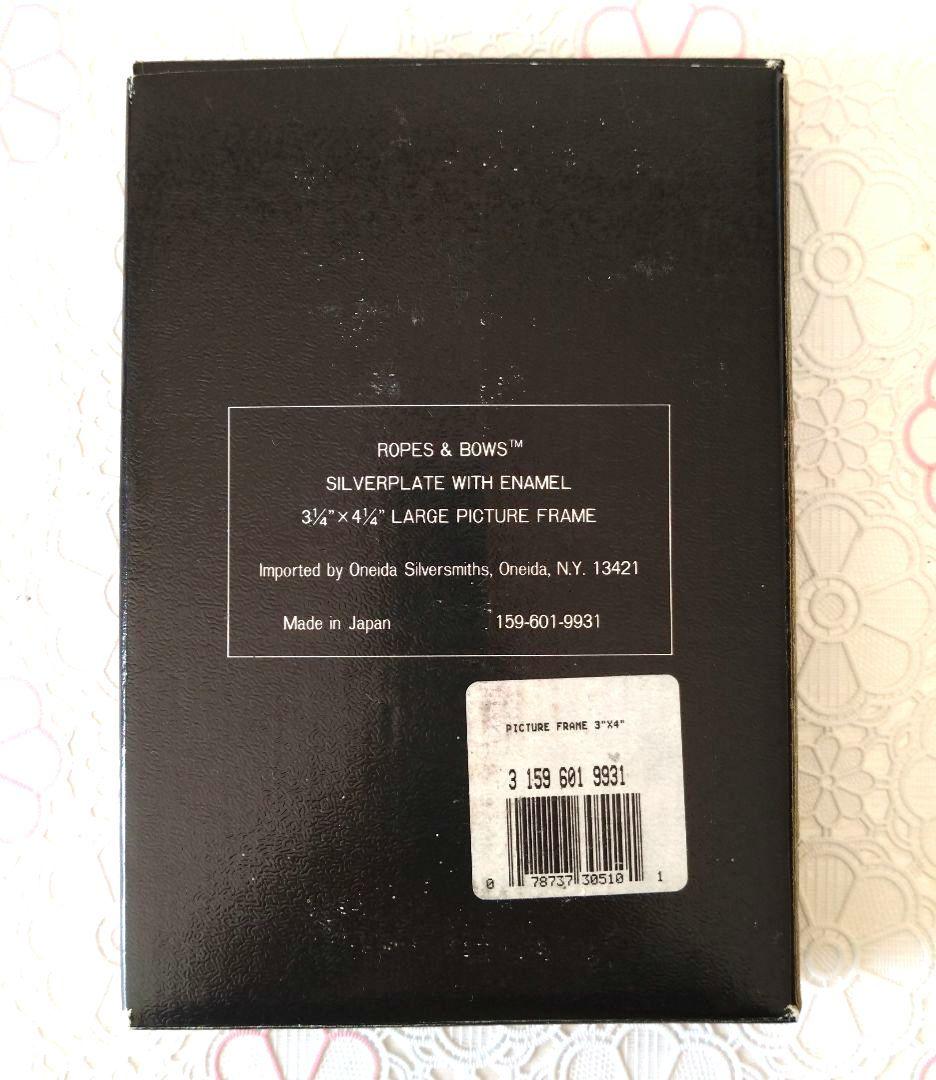 ROPES & BOWS™
SILVERPLATE WITH ENAMEL
3¼”×4¼” LARGE PICTURE FRAME
Imported by Oneida Silversmiths, Oneida, N.Y. 13421
Made in Japan 159-601-9931
PICTURE FRAME 3"X4"
3 159 601 9931
0 78737 30510 1